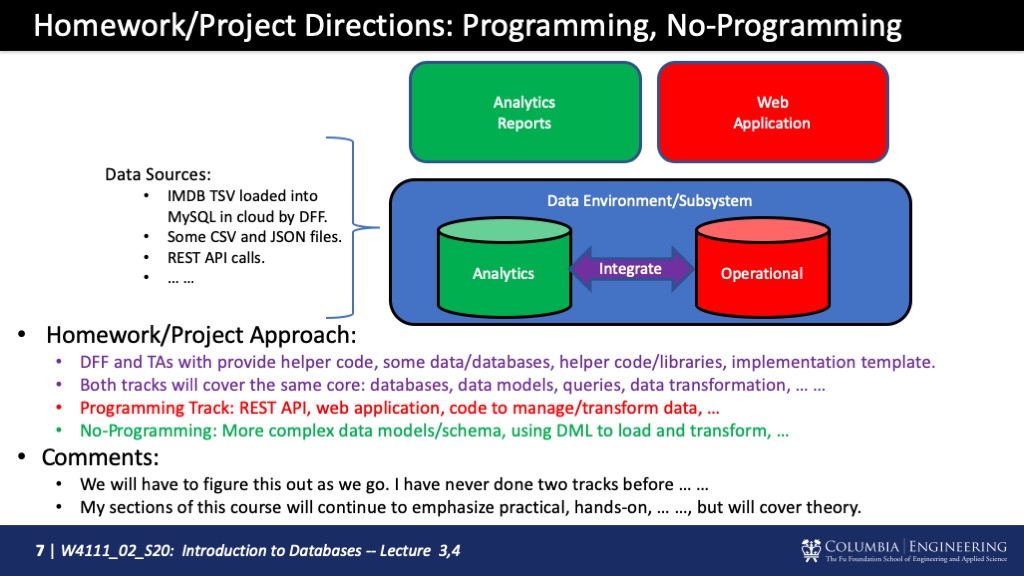 Homework/Project Directions: Programming, No-Programming
Analytics
Reports
Web
Application
Data Sources:
• IMDB TSV loaded into
MySQL in cloud by DFF.
• Some CSV and JSON files.
• REST API calls.
• … …
Data Environment/Subsystem
Analytics
Integrate
Operational
• Homework/Project Approach:
• DFF and TAs with provide helper code, some data/databases, helper code/libraries, implementation template.
• Both tracks will cover the same core: databases, data models, queries, data transformation, … …
• Programming Track: REST API, web application, code to manage/transform data, …
• No-Programming: More complex data models/schema, using DML to load and transform, …
• Comments:
• We will have to figure this out as we go. I have never done two tracks before … …
• My sections of this course will continue to emphasize practical, hands-on, … …, but will cover theory.
7 | W4111_02_S20: Introduction to Databases -- Lecture 3,4
COLUMBIA | ENGINEERING
The Fu Foundation School of Engineering and Applied Science